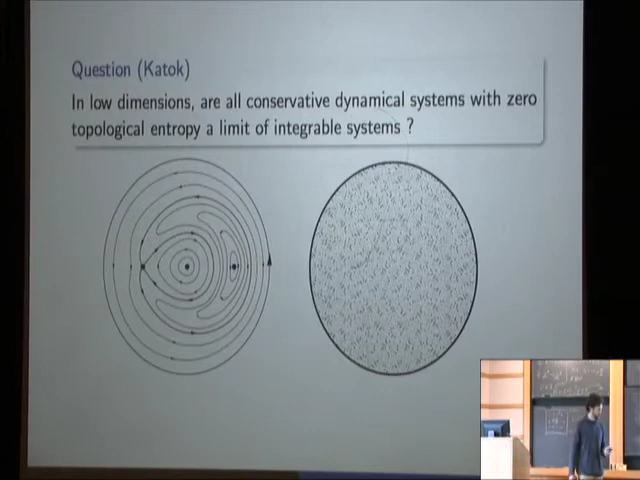 Question (Katok)
In low dimensions, are all conservative dynamical systems with zero
topological entropy a limit of integrable systems ?